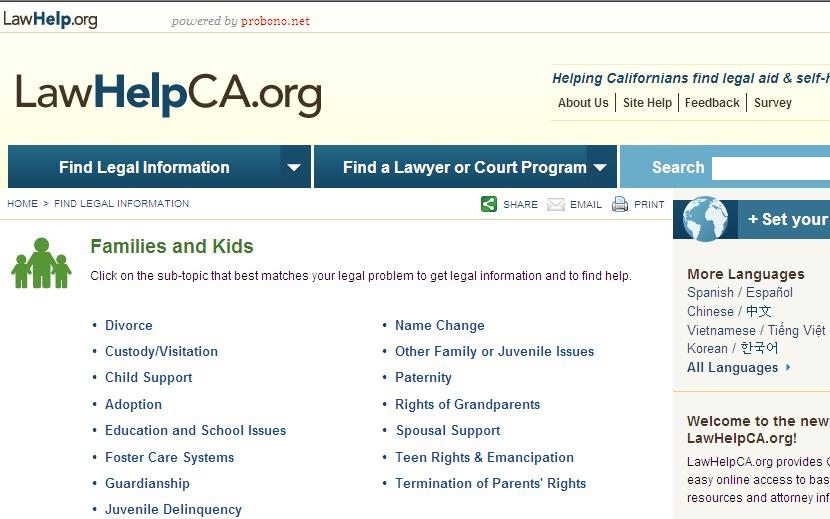 LawHelp.org
powered by probono.net
LawHelpCA.org
Helping Californians find legal aid & self-
About Us | Site Help | Feedback | Survey
Find Legal Information
Find a Lawyer or Court Program
Search
HOME > FIND LEGAL INFORMATION
SHARE
EMAIL
PRINT
+ Set your
Families and Kids
Click on the sub-topic that best matches your legal problem to get legal information and to find help.
• Divorce
• Custody/Visitation
• Child Support
• Adoption
• Education and School Issues
• Foster Care Systems
• Guardianship
• Juvenile Delinquency
• Name Change
• Other Family or Juvenile Issues
• Paternity
• Rights of Grandparents
• Spousal Support
• Teen Rights & Emancipation
• Termination of Parents' Rights
More Languages
Spanish / Español
Chinese / 中文
Vietnamese / Tiếng Việt
Korean / 한국어
All Languages
Welcome to the new
LawHelpCA.org!
LawHelpCA.org provides
easy online access to bas
resources and attorney inf